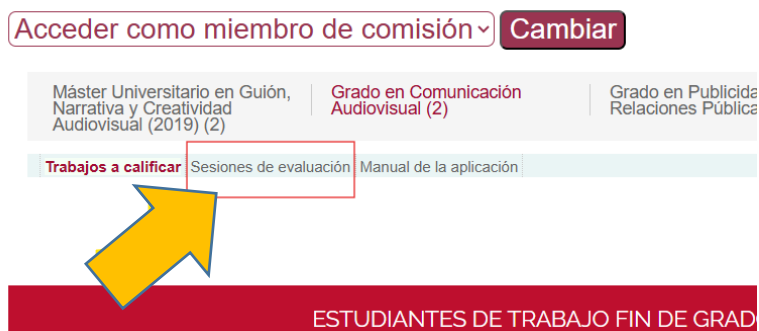 Acceder como miembro de comisión Cambiar
Máster Universitario en Guión,
Narrativa y Creatividad
Audiovisual (2019) (2)
Grado en Comunicación
Audiovisual (2)
Grado en Publicida
Relaciones Pública
Trabajos a calificar Sesiones de evaluación Manual de la aplicación
ESTUDIANTES DE TRABAJO FIN DE GRADO